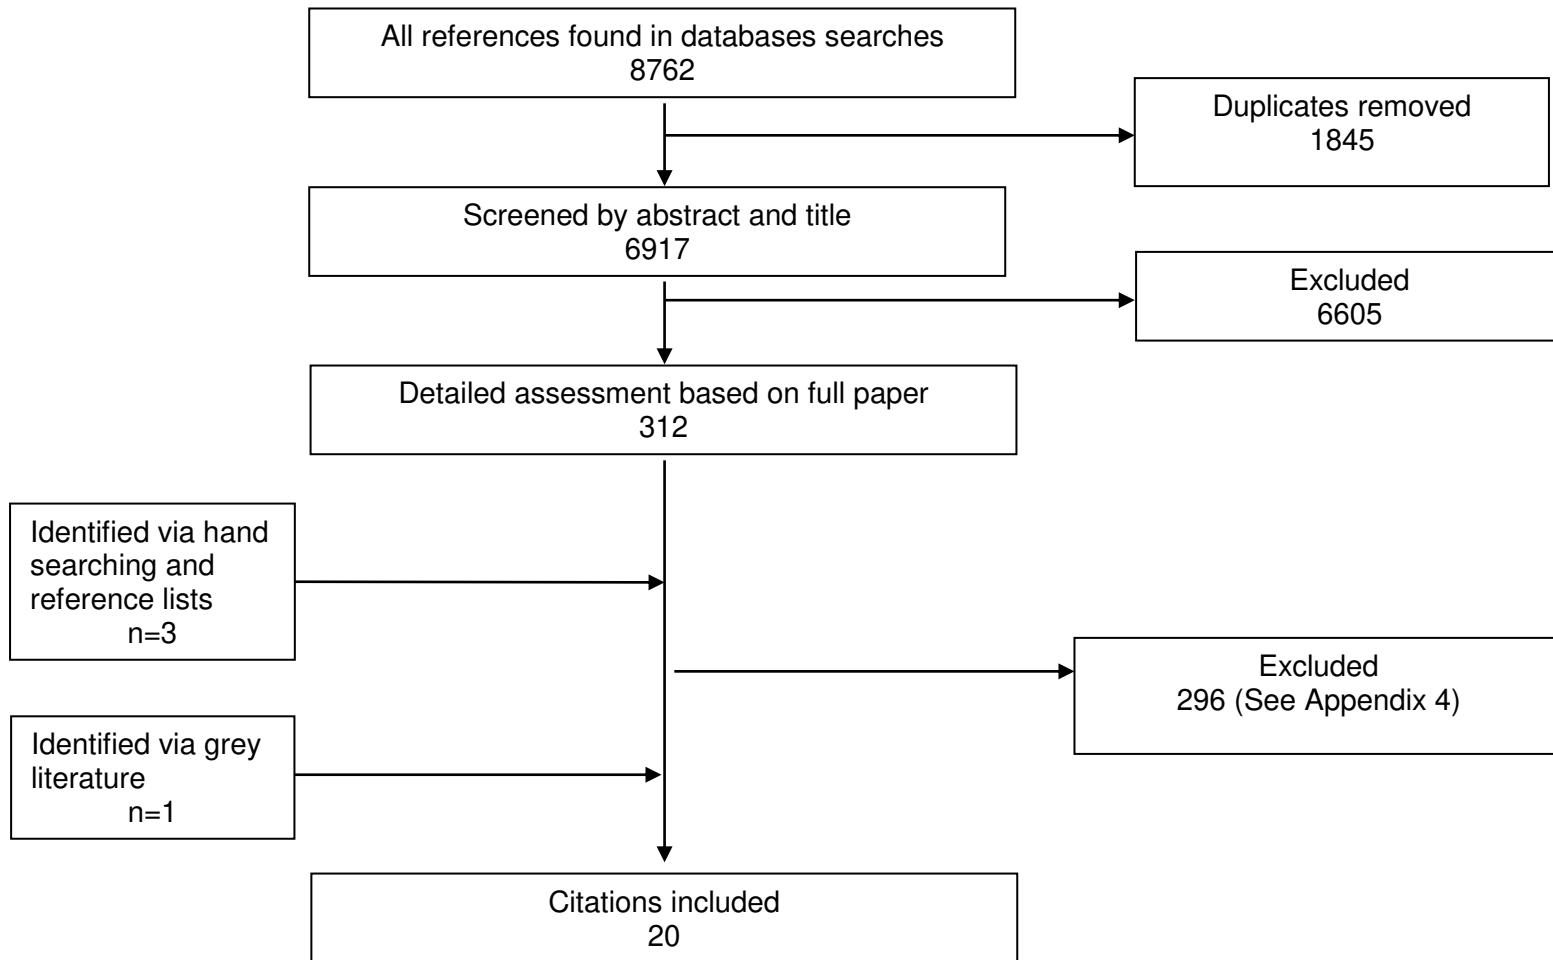 All references found in databases searches
8762
Duplicates removed
1845
Screened by abstract and title
6917
Excluded
6605
Detailed assessment based on full paper
312
Identified via hand
searching and
reference lists
n=3
Excluded
296 (See Appendix 4)
Identified via grey
literature
n=1
Citations included
20